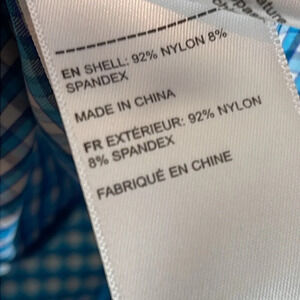 EN SHELL: 92% NYLON 8%
SPANDEX
MADE IN CHINA
FR EXTÉRIEUR: 92% NYLON
8% SPANDEX
FABRIQUÉ EN CHINE